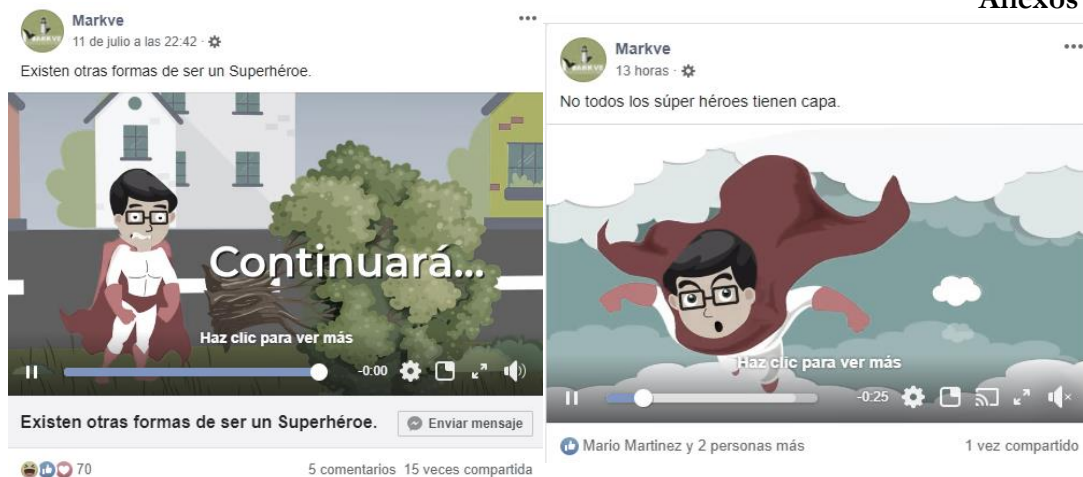 Anexos
Markve
11 de julio a las 22:42 ·
Existen otras formas de ser un Superhéroe.
Continuará...
Haz clic para ver más
-0:00
Existen otras formas de ser un Superhéroe.
Enviar mensaje
70
5 comentarios 15 veces compartida
Markve
13 horas ·
No todos los súper héroes tienen capa.
Haz clic para ver más
-0:25
Mario Martinez y 2 personas más
1 vez compartido